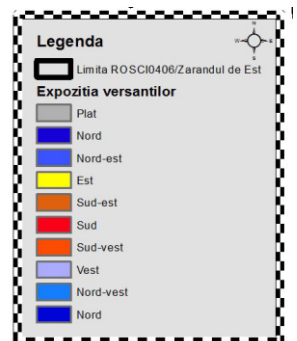 Legenda
Limita ROSCI0406/Zarandul de Est
Expozitia versantilor
Plat
Nord
Nord-est
Est
Sud-est
Sud
Sud-vest
Vest
Nord-vest
Nord